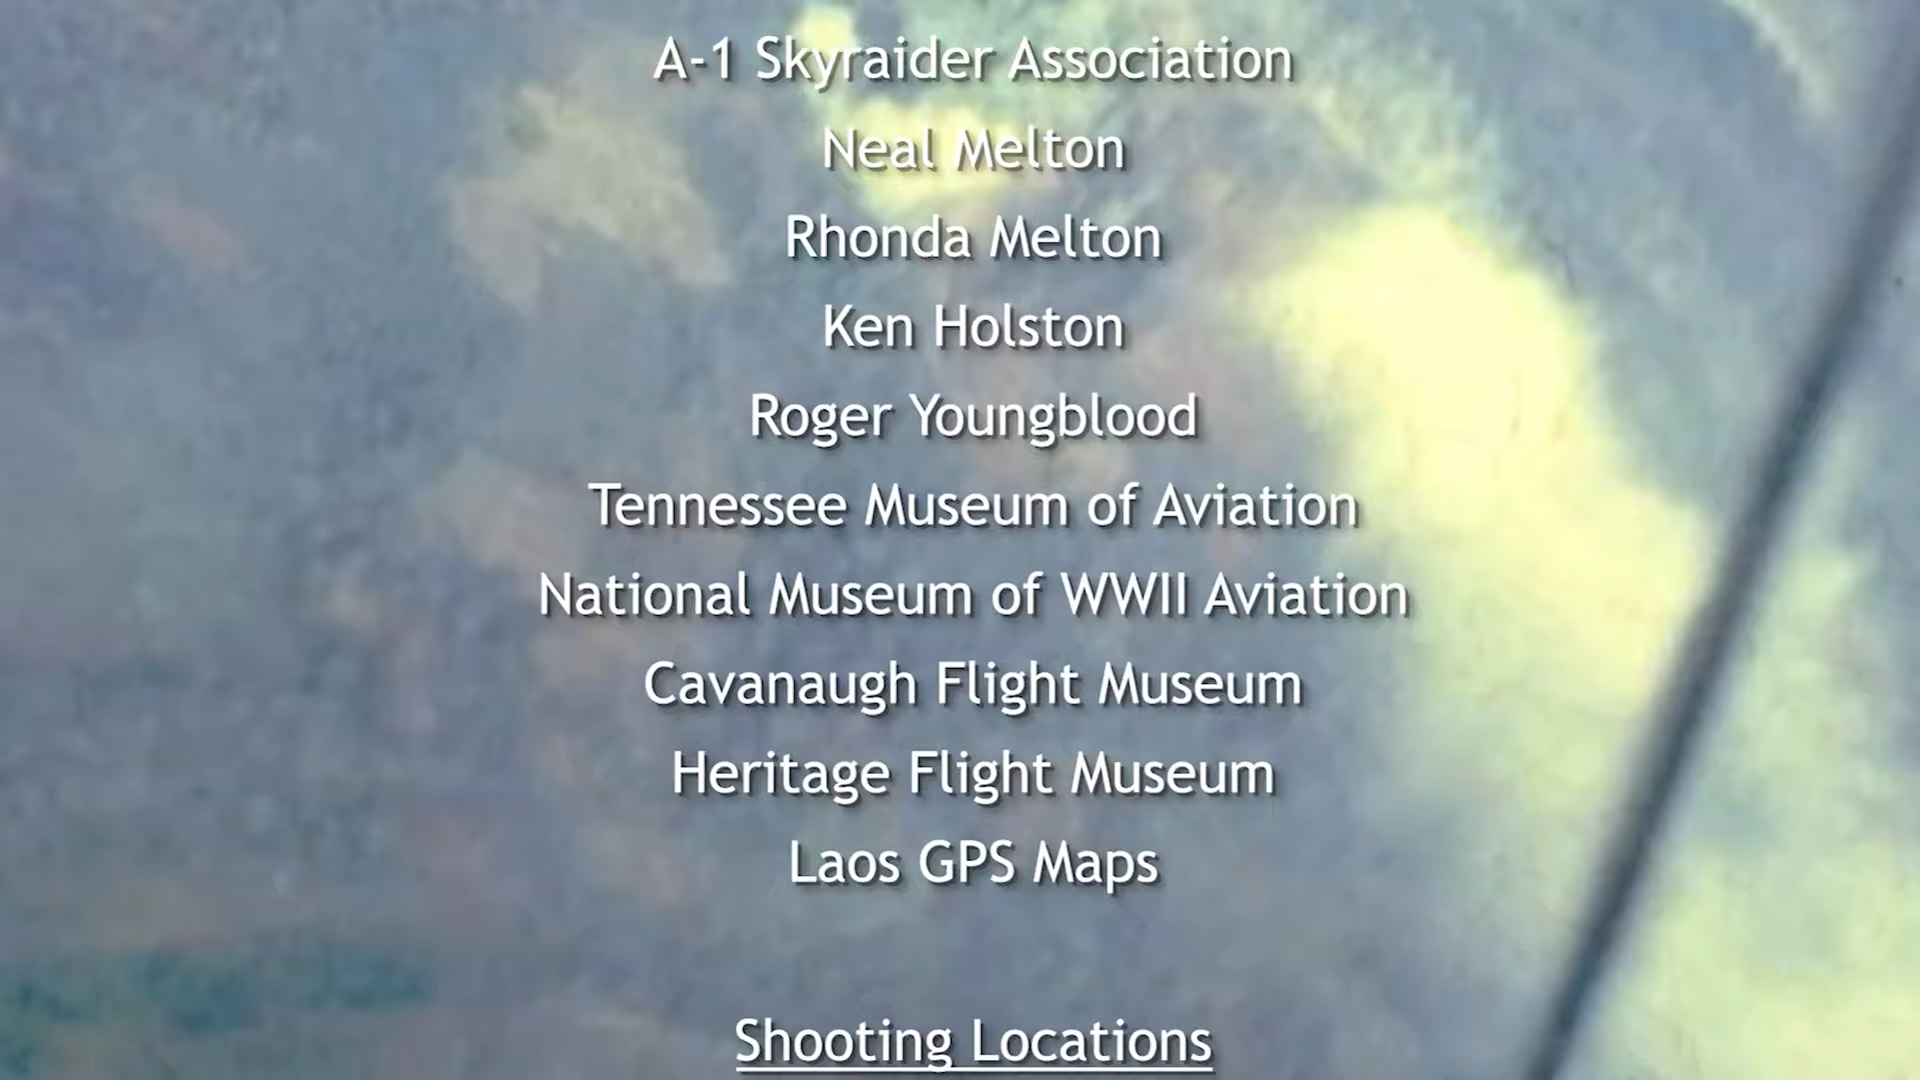 A-1 Skyraider Association
Neal Melton
Rhonda Melton
Ken Holston
Roger Youngblood
Tennessee Museum of Aviation
National Museum of WWII Aviation
Cavanaugh Flight Museum
Heritage Flight Museum
Laos GPS Maps
Shooting Locations